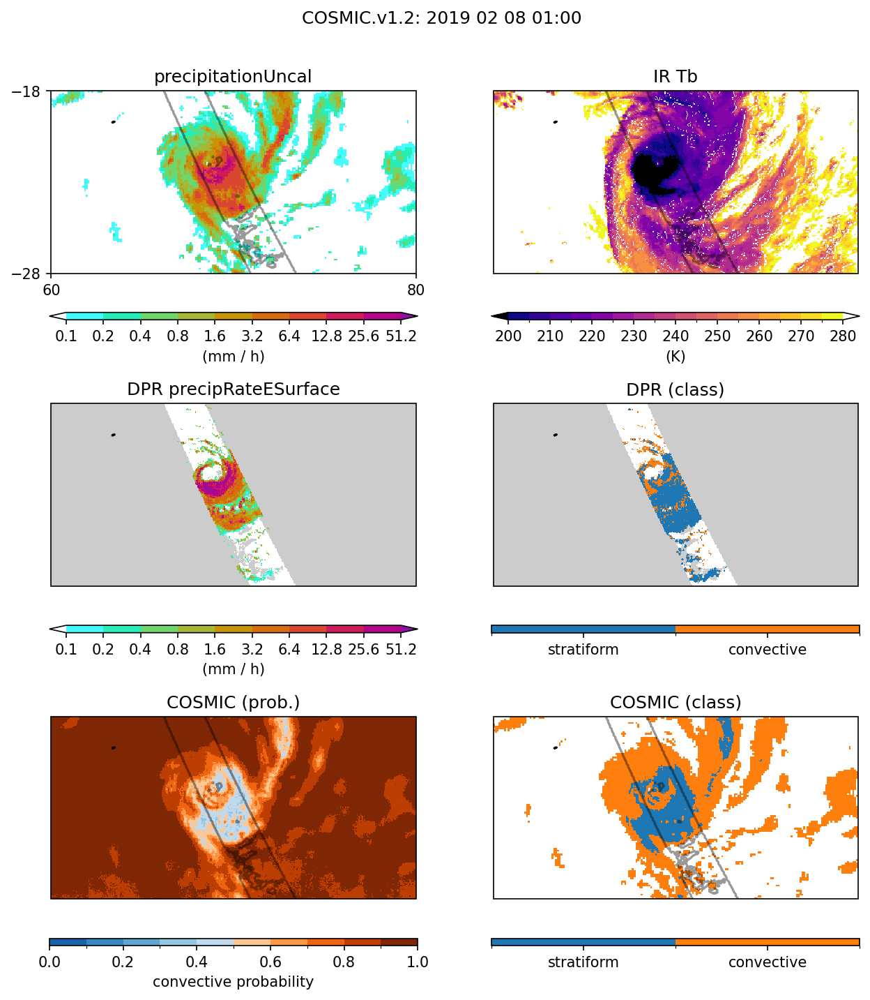 COSMIC.v1.2: 2019 02 08 01:00
precipitationUncal
IR Tb
−18
−28
60
80
0.1 0.2 0.4 0.8 1.6 3.2 6.4 12.8 25.6 51.2
(mm / h)
200 210 220 230 240 250 260 270 280
(K)
DPR precipRateESurface
DPR (class)
0.1 0.2 0.4 0.8 1.6 3.2 6.4 12.8 25.6 51.2
(mm / h)
stratiform convective
COSMIC (prob.)
COSMIC (class)
0.0 0.2 0.4 0.6 0.8 1.0
convective probability
stratiform convective